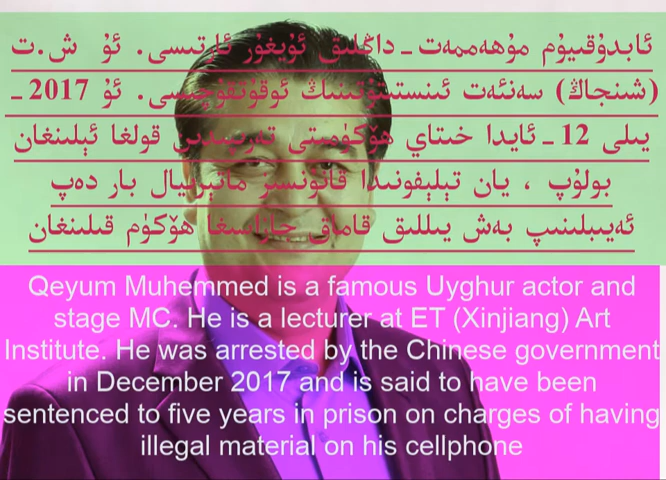 ئابدۇقىيۇم مۇھەممەت ـ داڭلىق ئۇيغۇر ئارتىسى. ئۇ ش.ت
(شىنجاڭ) سەنئەت ئىنستىتۇتىنىڭ ئوقۇتقۇچىسى. ئۇ 2017 ـ
يىلى 12 ـ ئايدا خىتاي ھۆكۈمىتى تەرىپىدىن قولغا ئېلىنغان
بولۇپ ، يان تېلېفونىدا قانۇنسىز ماتېرىيال بار دەپ
ئەيىبلىنىپ بەش يىللىق قاماق جازاسىغا ھۆكۈم قىلىنغان
Qeyum Muhemmed is a famous Uyghur actor and
stage MC. He is a lecturer at ET (Xinjiang) Art
Institute. He was arrested by the Chinese government
in December 2017 and is said to have been
sentenced to five years in prison on charges of having
illegal material on his cellphone